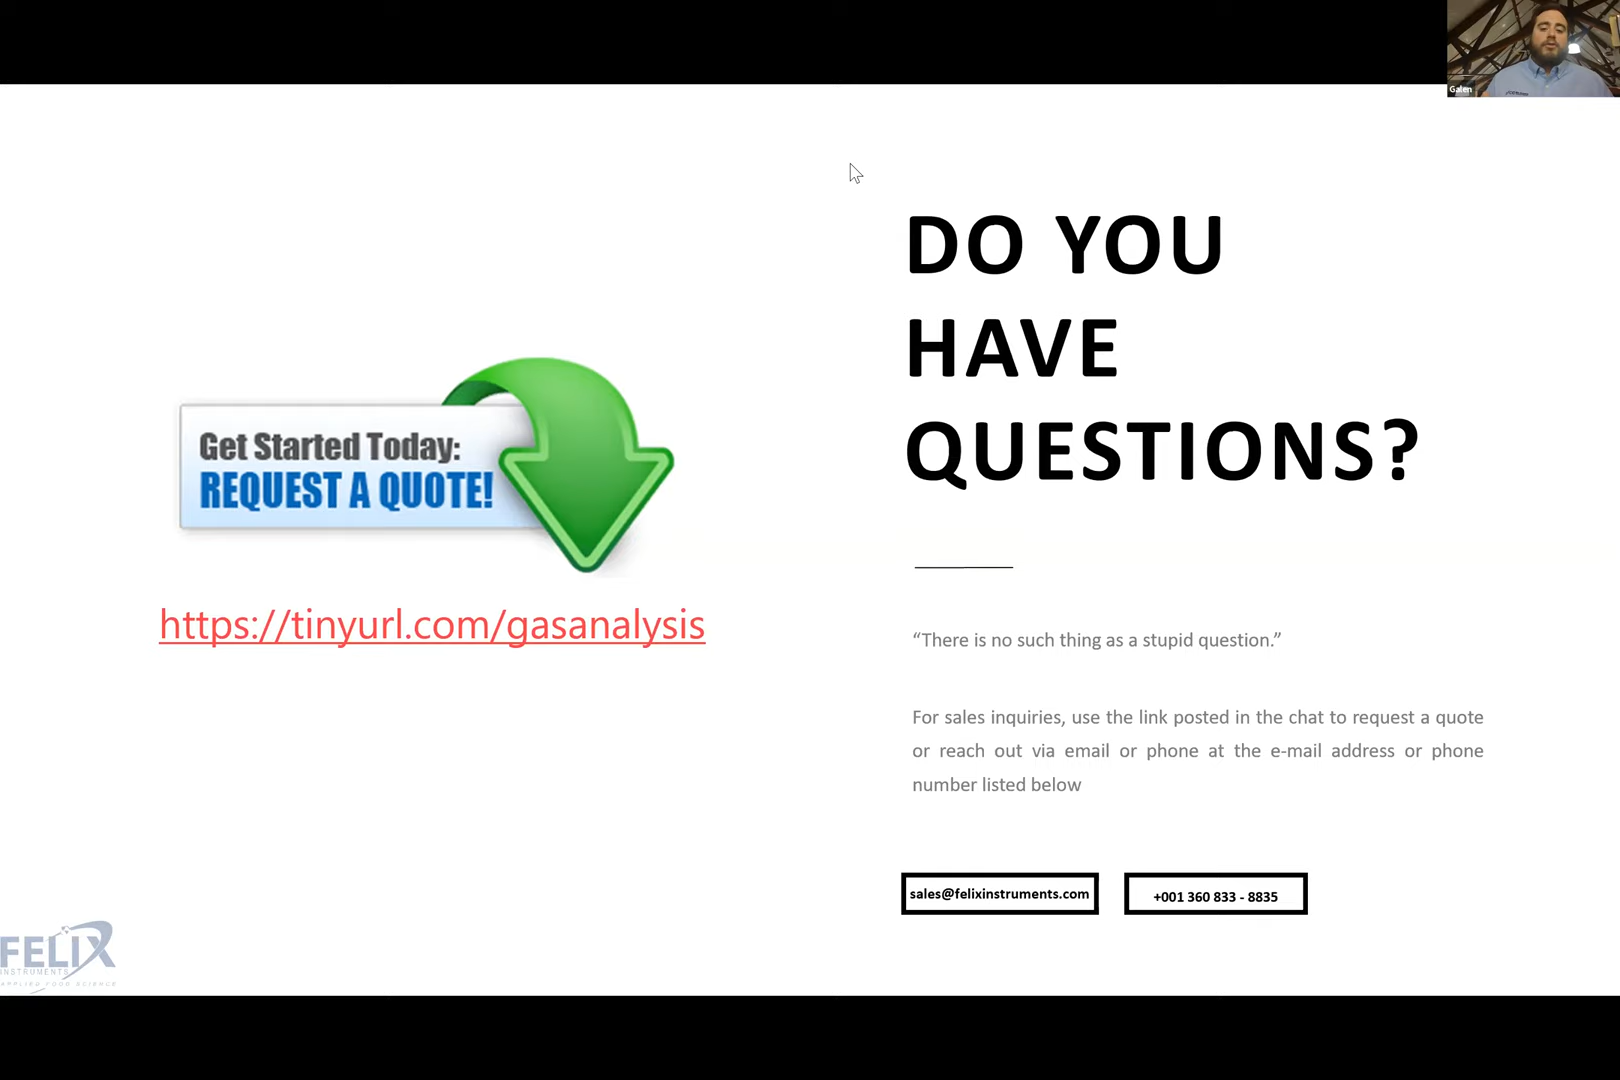 Galen
DO YOU
HAVE
QUESTIONS?
Get Started Today:
REQUEST A QUOTE!
https://tinyurl.com/gasanalysis
“There is no such thing as a stupid question.”
For sales inquiries, use the link posted in the chat to request a quote
or reach out via email or phone at the e-mail address or phone
number listed below
sales@felixinstruments.com
+001 360 833 - 8835
FELIX
INSTRUMENTS
APPLIED FOOD SCIENCE